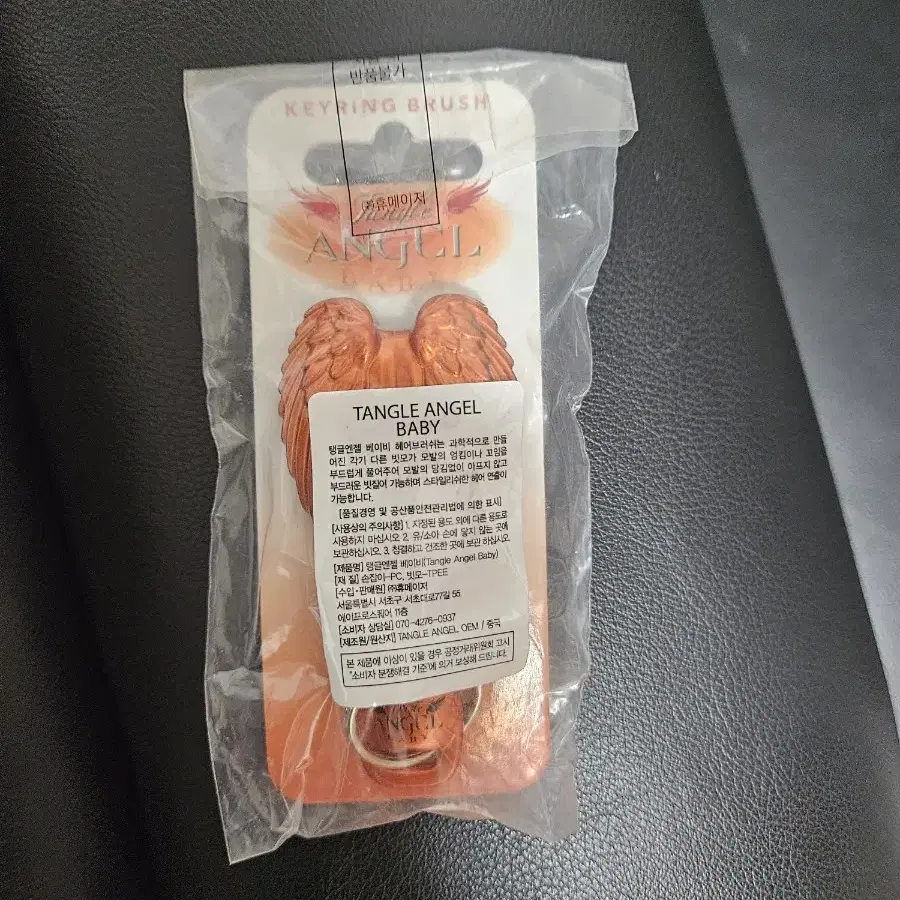 반품불가
KEYRING BRUSH
㈜휴메이저
Tangle
ANGEL
BABY
TANGLE ANGEL
BABY
탱글엔젤 베이비 헤어브러쉬는 과학적으로 만들
어진 각기 다른 빗모가 모발의 엉킴이나 꼬임을
부드럽게 풀어주어 모발의 당김없이 아프지 않고
부드러운 빗질이 가능하며 스타일리쉬한 헤어 연출이
가능합니다.
[품질경영 및 공산품안전관리법에 의한 표시]
[사용상의 주의사항] 1. 지정된 용도 외에 다른 용도로
사용하지 마십시오 2. 유/소아 손에 닿지 않는 곳에
보관하십시오. 3. 청결하고 건조한 곳에 보관 하십시오
[제품명] 탱글엔젤 베이비(Tangle Angel Baby)
[재 질] 손잡이-PC, 빗모-TPEE
[수입·판매원] ㈜휴메이저
서울특별시 서초구 서초대로77길 55
에이프로스퀘어 11층
[소비자 상담실] 070-4276-0937
[제조원/원산지] TANGLE ANGEL OEM / 중국
본 제품에 이상이 있을 경우 공정거래위원회 고시
"소비자 분쟁해결 기준"에 의거 보상해 드립니다.
ANGEL